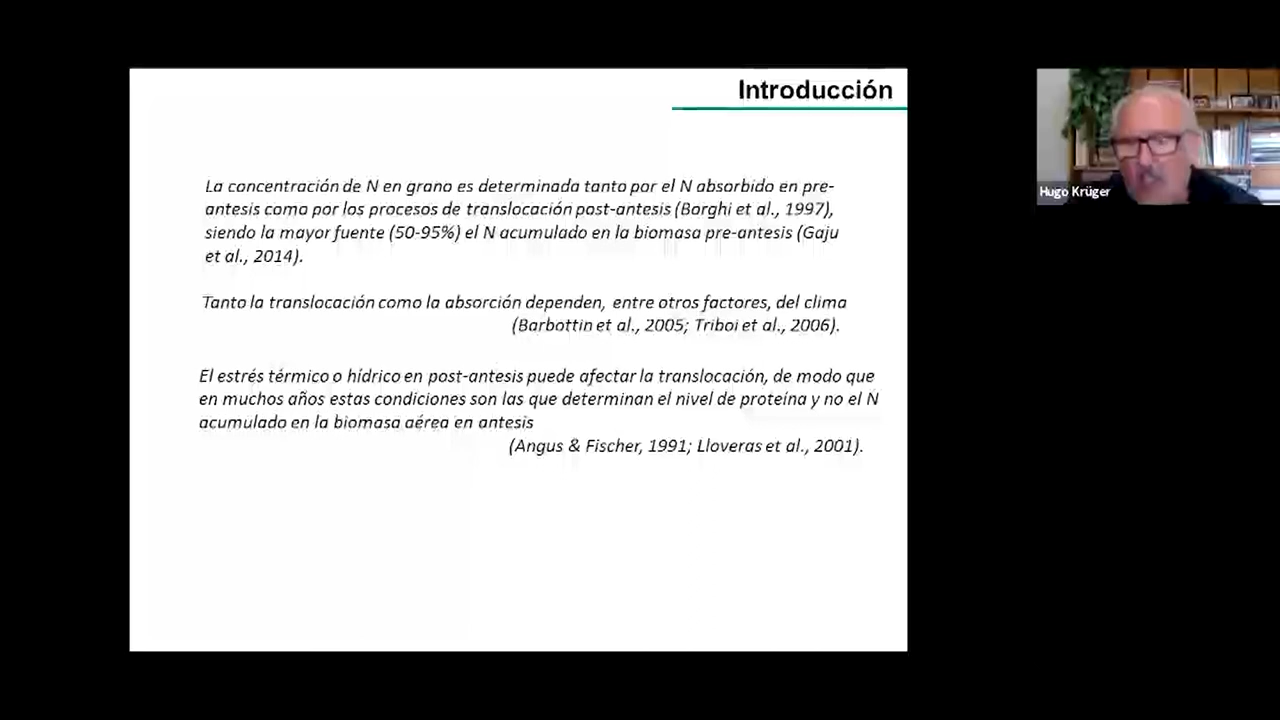 Introducción
La concentración de N en grano es determinada tanto por el N absorbido en pre-
antesis como por los procesos de translocación post-antesis (Borghi et al., 1997),
siendo la mayor fuente (50-95%) el N acumulado en la biomasa pre-antesis (Gaju
et al., 2014).
Tanto la translocación como la absorción dependen, entre otros factores, del clima
(Barbottin et al., 2005; Triboi et al., 2006).
El estrés térmico o hídrico en post-antesis puede afectar la translocación, de modo que
en muchos años estas condiciones son las que determinan el nivel de proteína y no el N
acumulado en la biomasa aérea en antesis
(Angus & Fischer, 1991; Lloveras et al., 2001).
Hugo Krüger